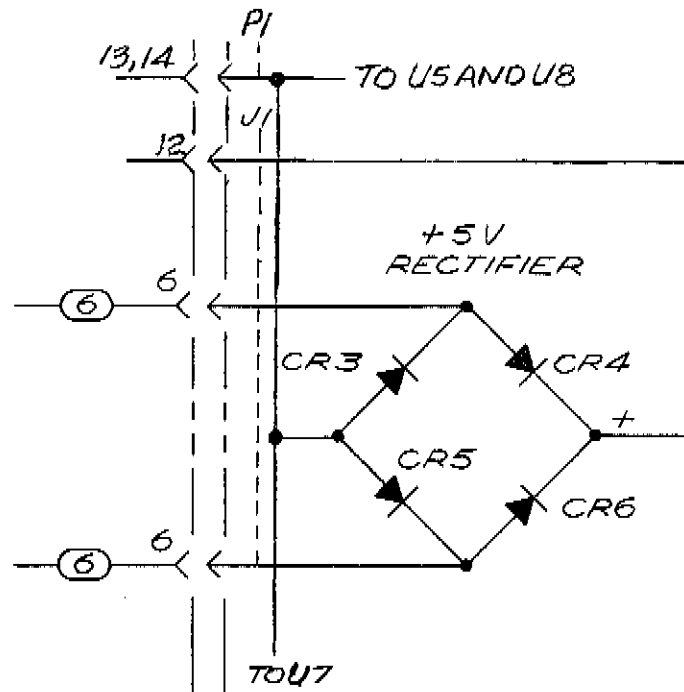 P1
13,14
TO U5 AND U8
J1
12
+5V
RECTIFIER
6
6
CR3
CR4
+
CR5
CR6
6
6
TO U7